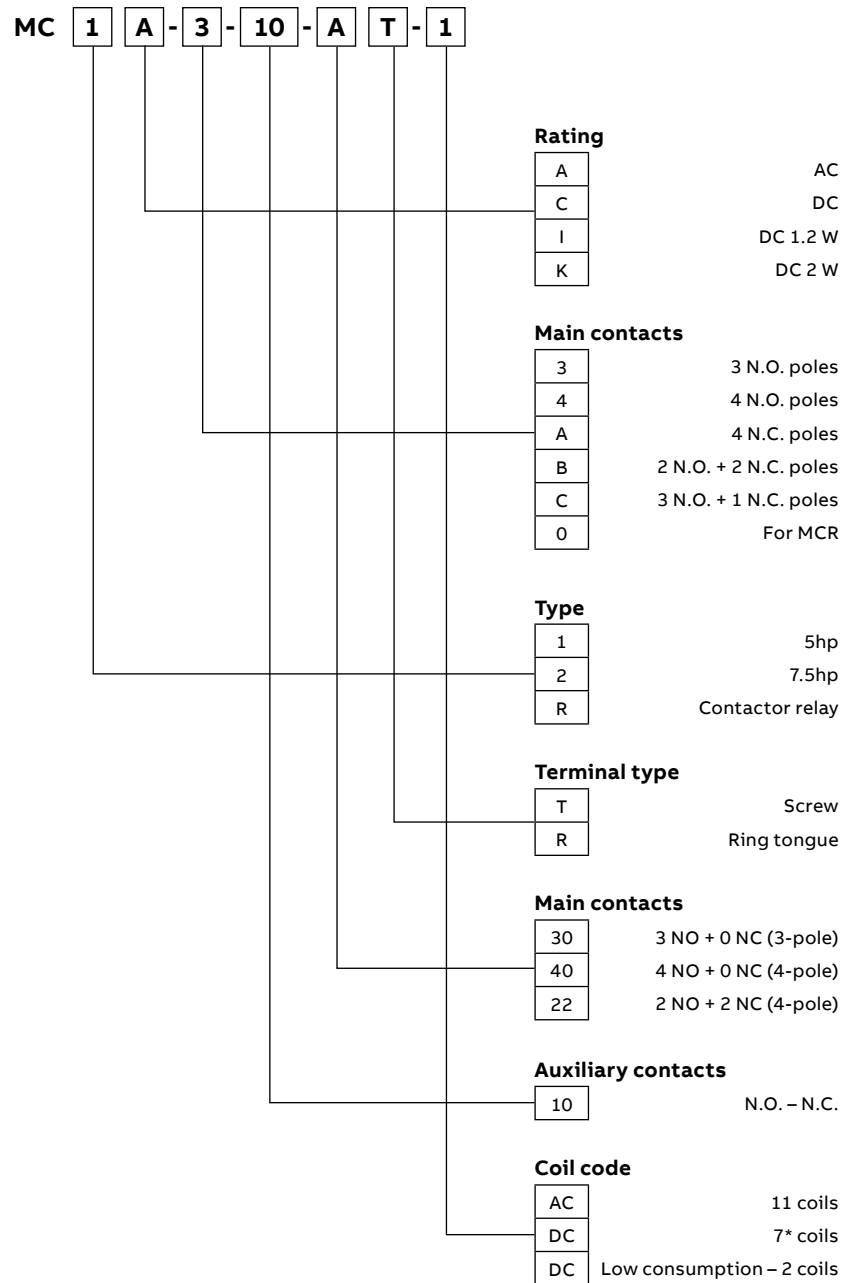 MC 1 A - 3 - 10 - A T - 1
Rating
A AC
C DC
I DC 1.2 W
K DC 2 W
Main contacts
3 3 N.O. poles
4 4 N.O. poles
A 4 N.C. poles
B 2 N.O. + 2 N.C. poles
C 3 N.O. + 1 N.C. poles
0 For MCR
Type
1 5hp
2 7.5hp
R Contactor relay
Terminal type
T Screw
R Ring tongue
Main contacts
30 3 NO + 0 NC (3-pole)
40 4 NO + 0 NC (4-pole)
22 2 NO + 2 NC (4-pole)
Auxiliary contacts
10 N.O. – N.C.
Coil code
AC 11 coils
DC 7* coils
DC Low consumption – 2 coils